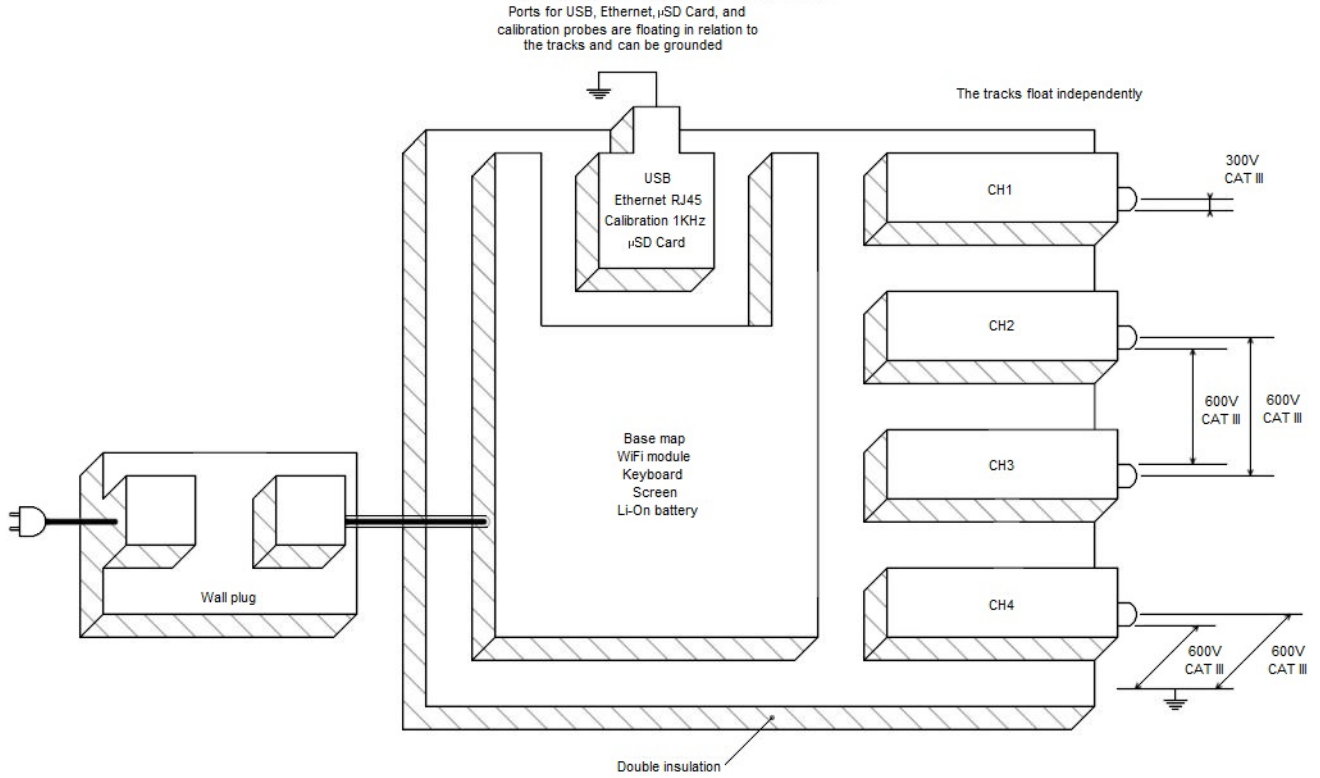 Ports for USB, Ethernet,µSD Card, and
calibration probes are floating in relation to
the tracks and can be grounded
The tracks float independently
USB
Ethernet RJ45
Calibration 1KHz
µSD Card
CH1
300V
CAT III
CH2
600V
CAT III
600V
CAT III
CH3
Base map
WiFi module
Keyboard
Screen
Li-On battery
Wall plug
CH4
600V
CAT III
600V
CAT III
Double insulation